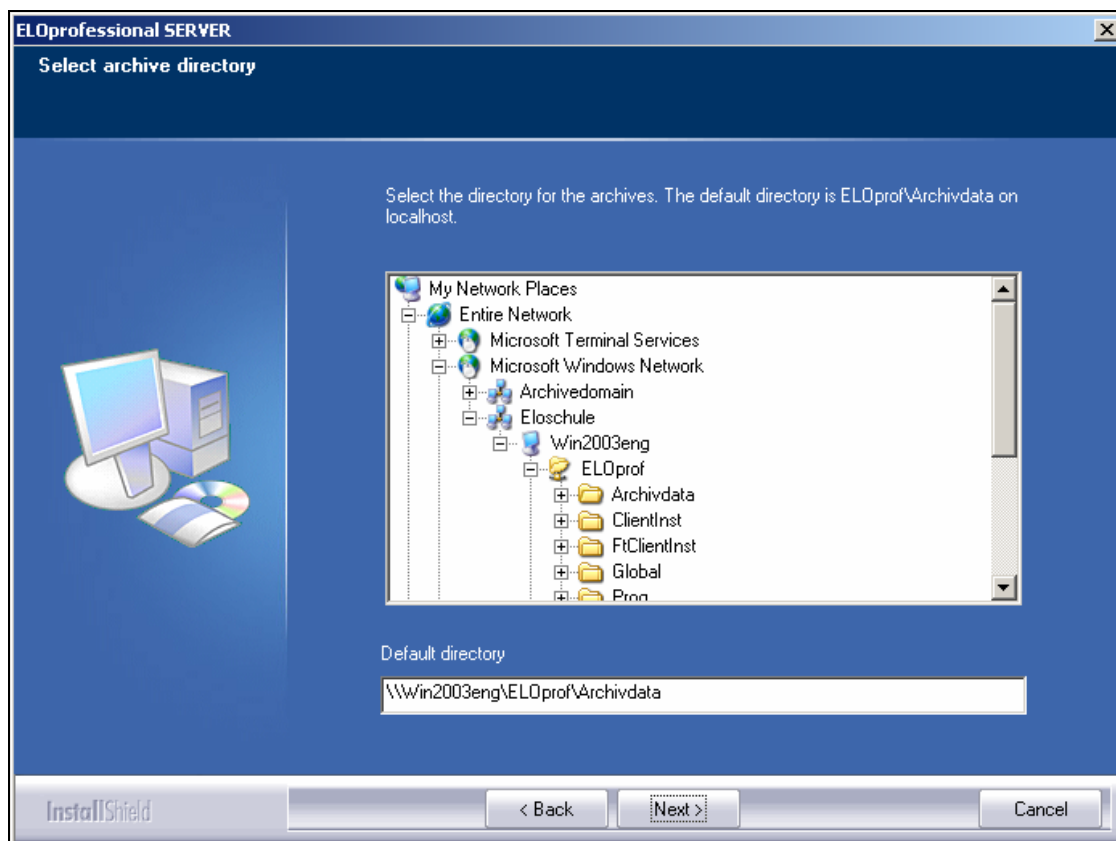 ELOprofessional SERVER
Select archive directory
Select the directory for the archives. The default directory is ELOprof\Archivdata on
localhost.
My Network Places
Entire Network
Microsoft Terminal Services
Microsoft Windows Network
Archivedomain
Eloschule
Win2003eng
ELOprof
Archivdata
ClientInst
FtClientInst
Global
Prog
Default directory
\\Win2003eng\ELOprof\Archivdata
InstallShield
< Back
Next >
Cancel